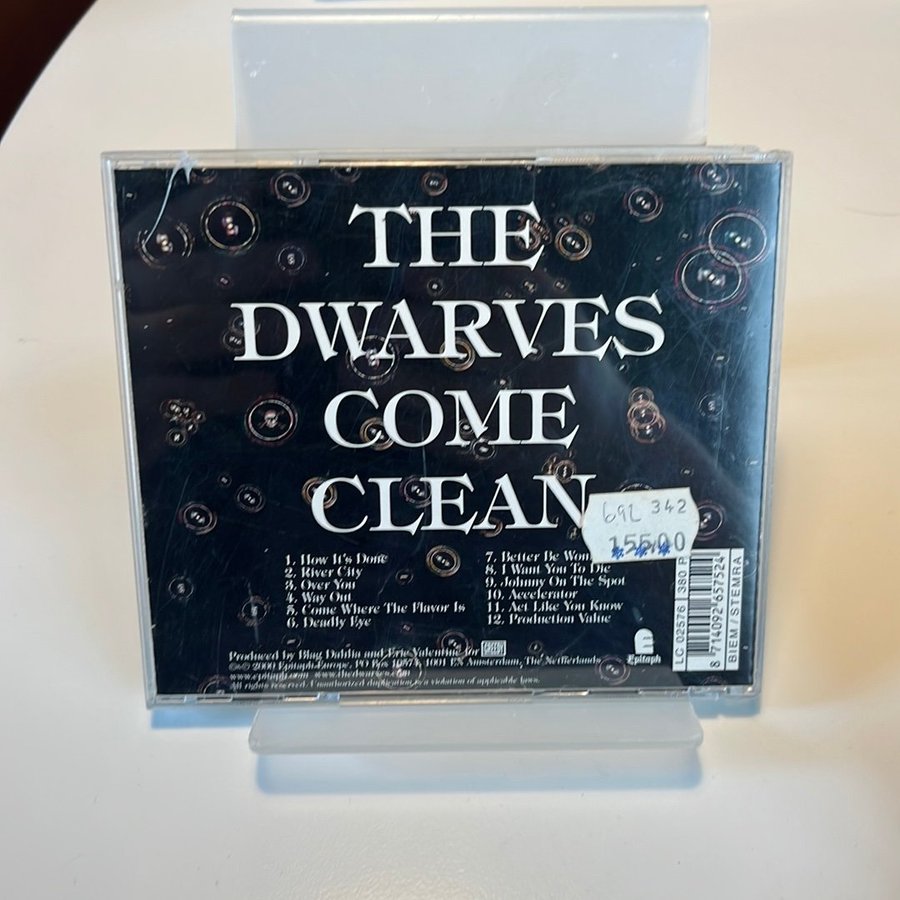 THE
DWARVES
COME
CLEAN
692 342
155.00
1. How It's Done
2. River City
3. Over You
4. Way Out
5. Come Where The Flavor Is
6. Deadly Eye
7. Better Be
8. I Want You To Die
9. Johnny On The Spot
10. Accelerator
11. Act Like You Know
12. Production Value
Produced by Blag Dahlia and Eric Valentine for GREEDY
2000 Epitaph Europe, PO Box 10574, 1001 EN Amsterdam, The Netherlands
www.epitaph.com www.thedwarves.com
All rights reserved. Unauthorized duplication is a violation of applicable laws.
Epitaph
LC 02576 380 P
8 714092 657524
BIEM / STEMRA